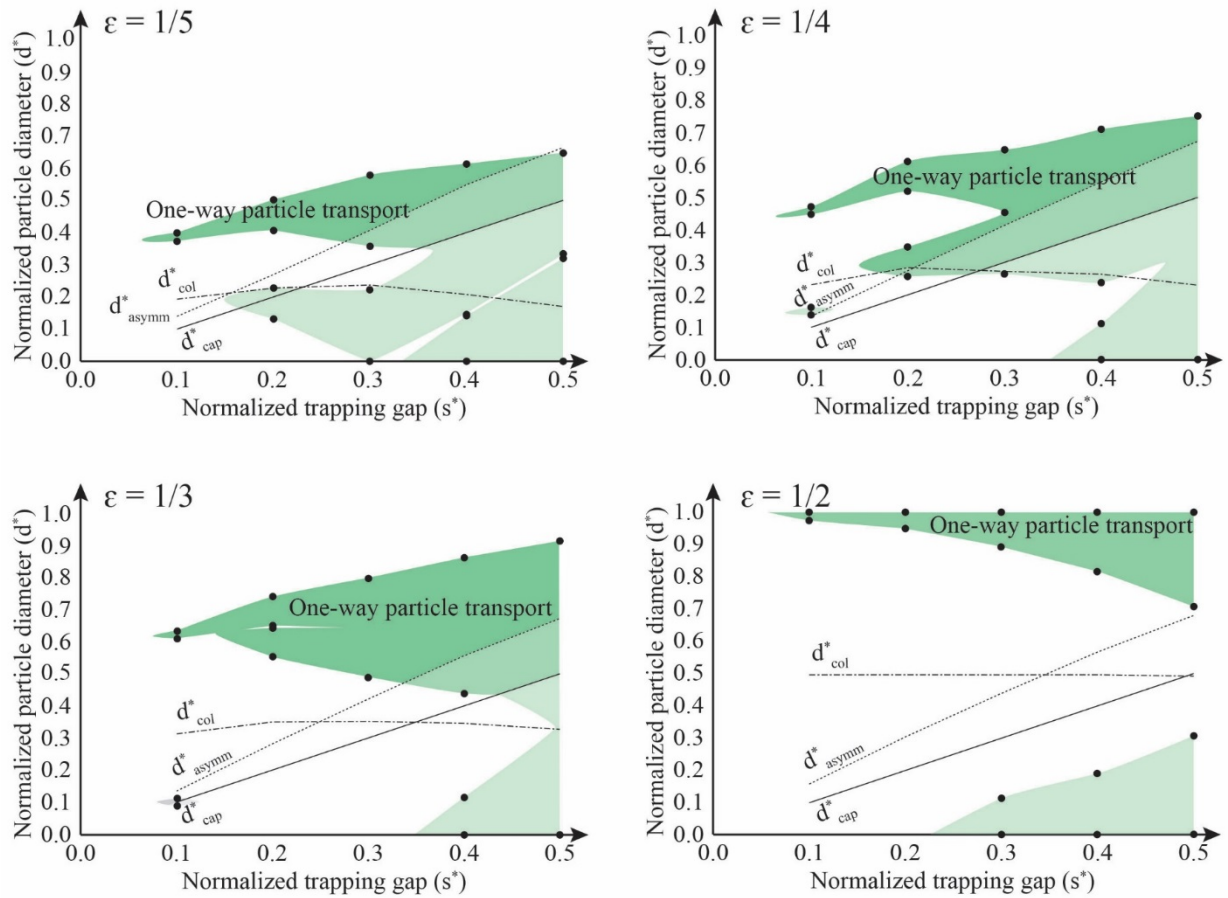 ε = 1/5
Normalized particle diameter (d*)
1.0
0.9
0.8
0.7
0.6
0.5
0.4
0.3
0.2
0.1
0.0
One-way particle transport
d*col
d*asymm
d*cap
0.0 0.1 0.2 0.3 0.4 0.5
Normalized trapping gap (s*)
ε = 1/4
Normalized particle diameter (d*)
1.0
0.9
0.8
0.7
0.6
0.5
0.4
0.3
0.2
0.1
0.0
One-way particle transport
d*col
d*asymm
d*cap
0.0 0.1 0.2 0.3 0.4 0.5
Normalized trapping gap (s*)
ε = 1/3
Normalized particle diameter (d*)
1.0
0.9
0.8
0.7
0.6
0.5
0.4
0.3
0.2
0.1
0.0
One-way particle transport
d*col
d*asymm
d*cap
0.0 0.1 0.2 0.3 0.4 0.5
Normalized trapping gap (s*)
ε = 1/2
Normalized particle diameter (d*)
1.0
0.9
0.8
0.7
0.6
0.5
0.4
0.3
0.2
0.1
0.0
One-way particle transport
d*col
d*asymm
d*cap
0.0 0.1 0.2 0.3 0.4 0.5
Normalized trapping gap (s*)